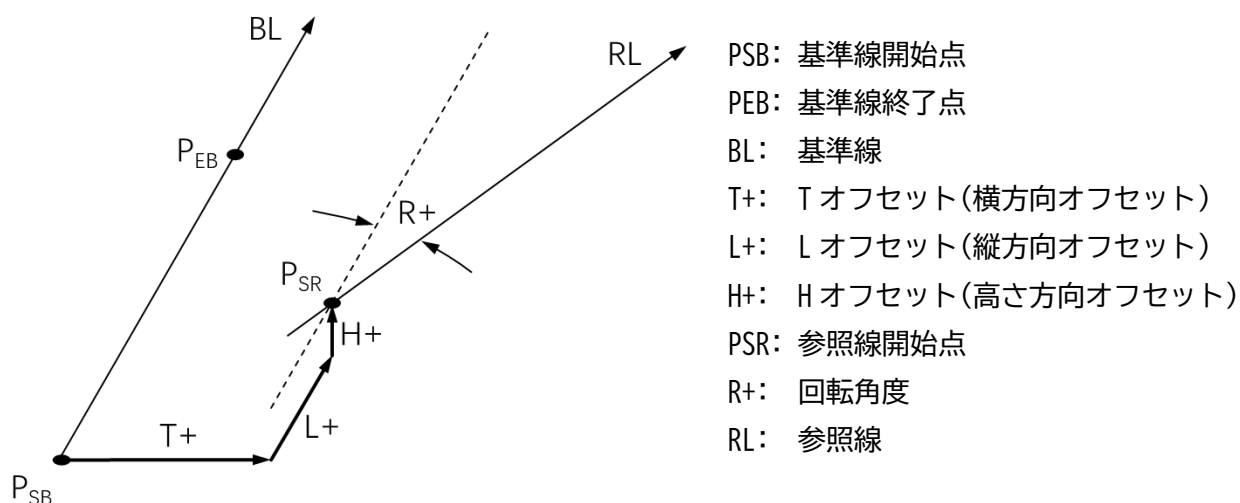 BL
RL
P_EB
R+
P_SR
H+
L+
T+
P_SB
PSB: 基準線開始点
PEB: 基準線終了点
BL: 基準線
T+: Tオフセット(横方向オフセット)
L+: Lオフセット(縦方向オフセット)
H+: Hオフセット(高さ方向オフセット)
PSR: 参照線開始点
R+: 回転角度
RL: 参照線